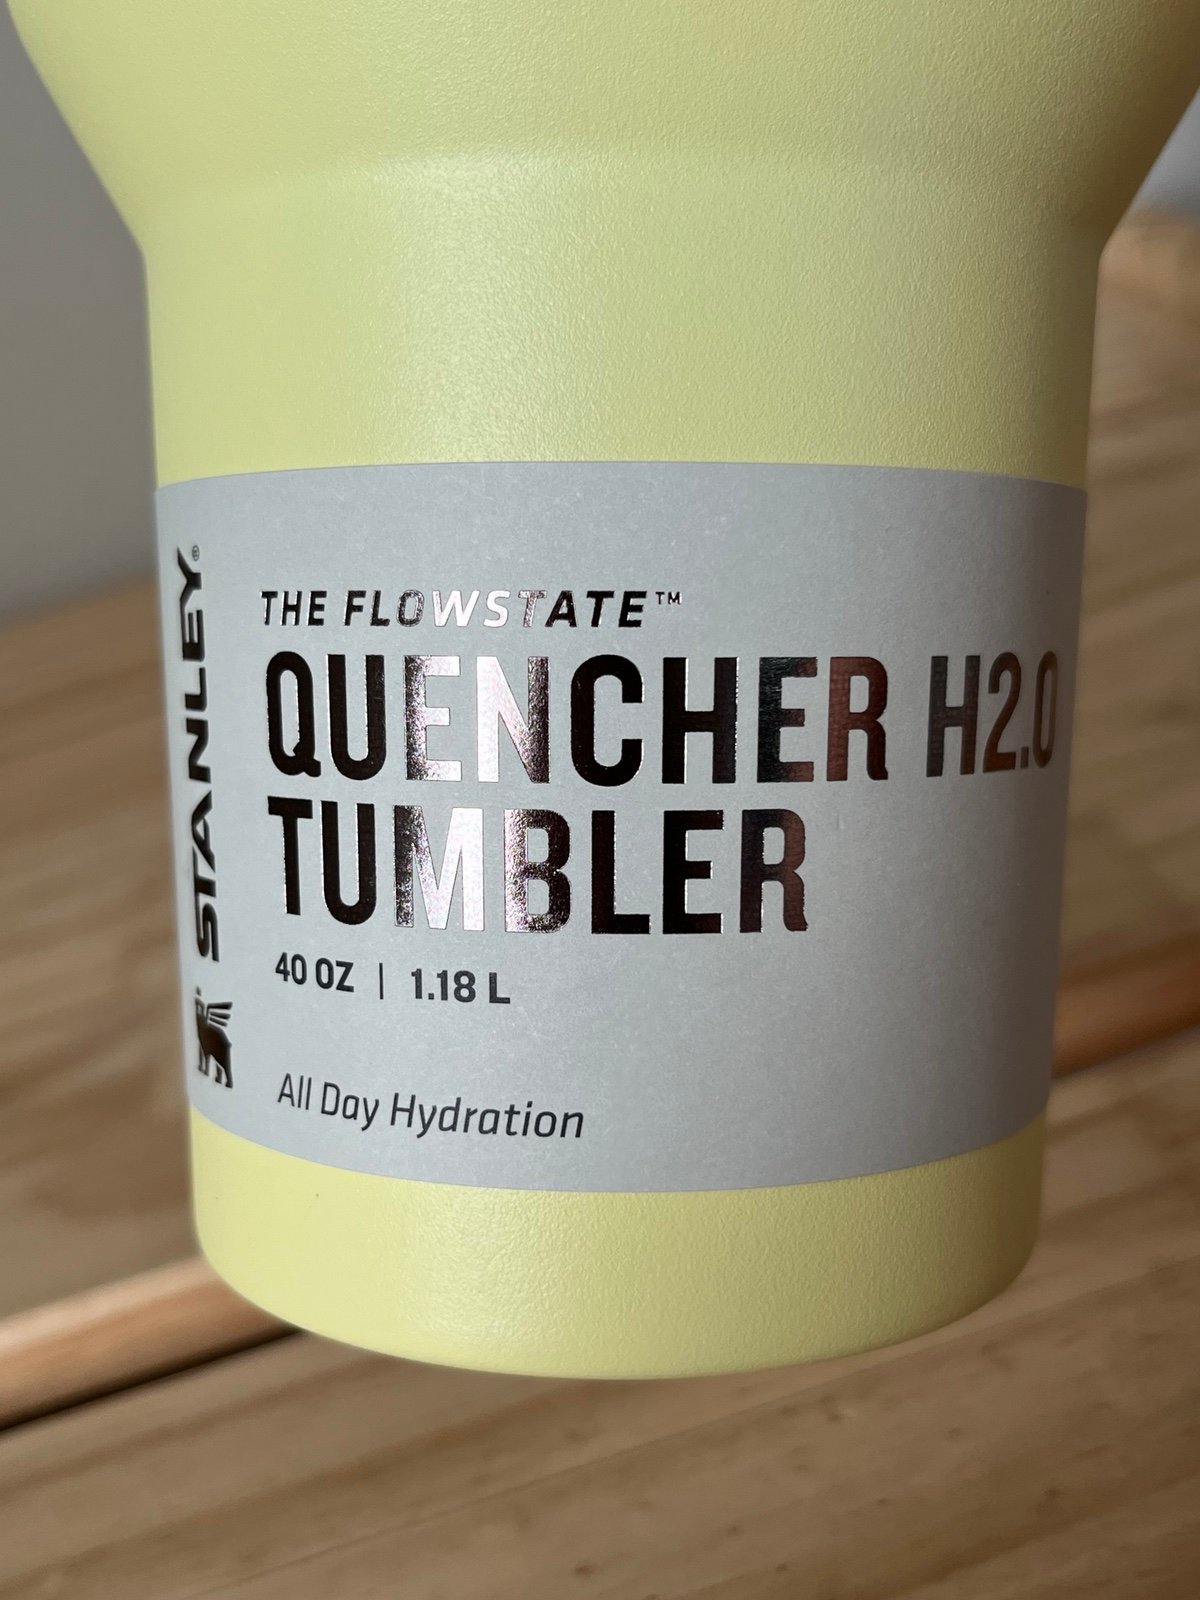 STANLEY®
THE FLOWSTATE™
QUENCHER H2.0
TUMBLER
40 OZ | 1.18 L
All Day Hydration